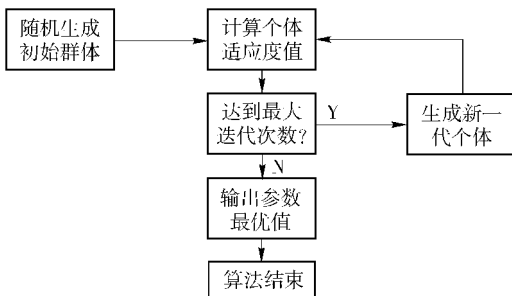 随机生成
初始群体
计算个体
适应度值
达到最大
迭代次数?
Y
生成新一
代个体
N
输出参数
最优值
算法结束